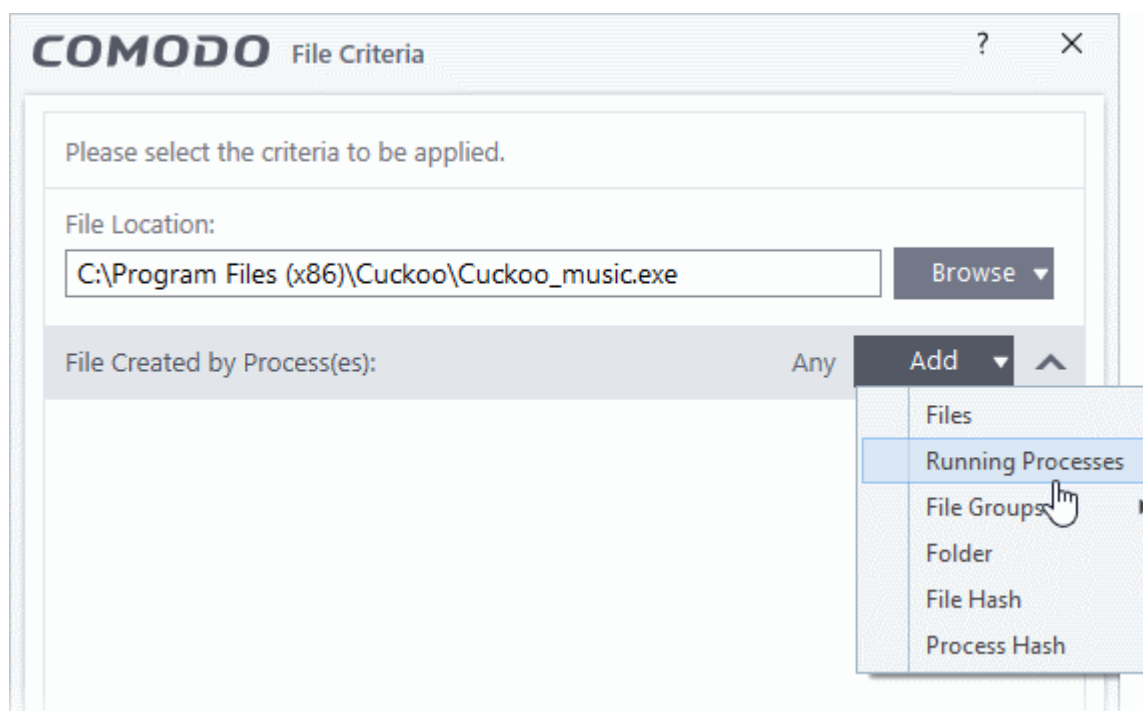 COMODO File Criteria ?
Please select the criteria to be applied.
File Location:
C:\Program Files (x86)\Cuckoo\Cuckoo_music.exe Browse
File Created by Process(es): Any Add
Files
Running Processes
File Groups
Folder
File Hash
Process Hash